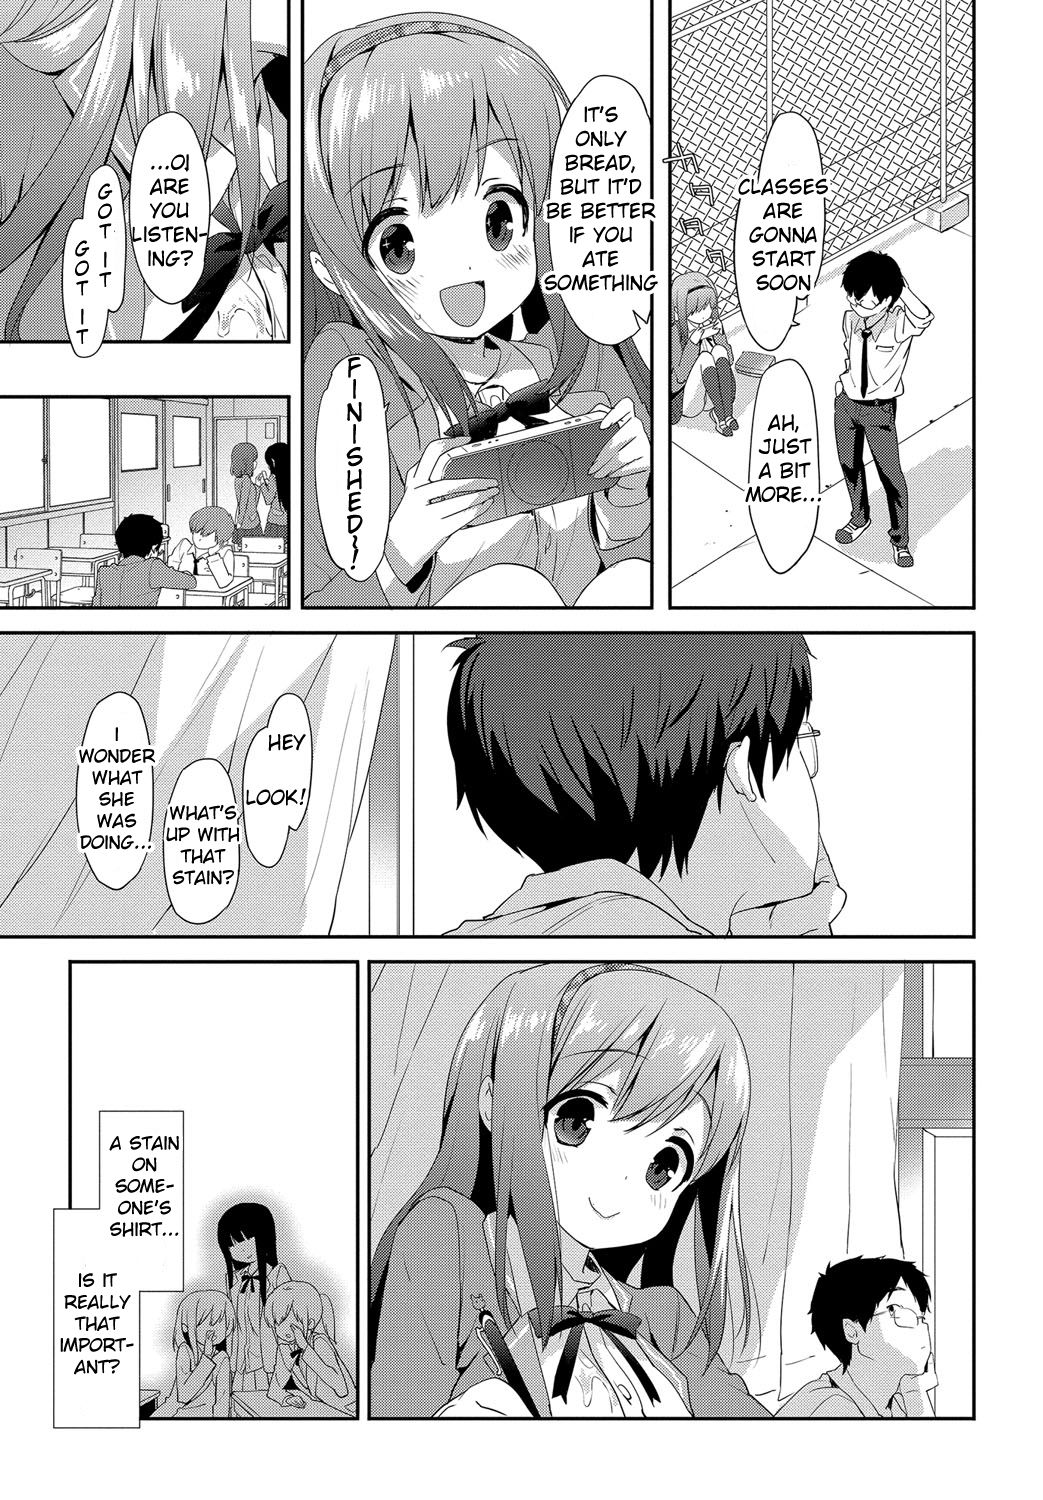 CLASSES
ARE
GONNA
START
SOON
AH,
JUST
A BIT
MORE...
IT'S
ONLY
BREAD,
BUT IT'D
BE BETTER
IF YOU
ATE
SOMETHING
FINISHED~!
...OI
ARE
YOU
LISTEN-
ING?
GOT IT
GOT IT
HEY
LOOK!
WHAT'S
UP WITH
THAT
STAIN?
I
WONDER
WHAT
SHE
WAS
DOING...
A STAIN
ON
SOME-
ONE'S
SHIRT...
IS IT
REALLY
THAT
IMPORT-
ANT?